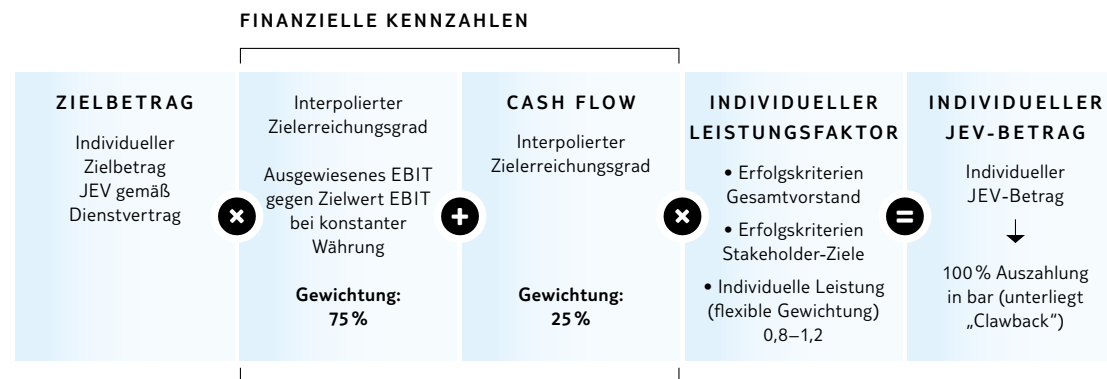 FINANZIELLE KENNZAHLEN
ZIELBETRAG
Individueller
Zielbetrag
JEV gemäß
Dienstvertrag
×
Interpolierter
Zielerreichungsgrad
Ausgewiesenes EBIT
gegen Zielwert EBIT
bei konstanter
Währung
Gewichtung:
75 %
+
CASH FLOW
Interpolierter
Zielerreichungsgrad
Gewichtung:
25 %
×
INDIVIDUELLER
LEISTUNGSFAKTOR
• Erfolgskriterien
Gesamtvorstand
• Erfolgskriterien
Stakeholder-Ziele
• Individuelle Leistung
(flexible Gewichtung)
0,8–1,2
=
INDIVIDUELLER
JEV-BETRAG
Individueller
JEV-Betrag
100 % Auszahlung
in bar (unterliegt
„Clawback“)